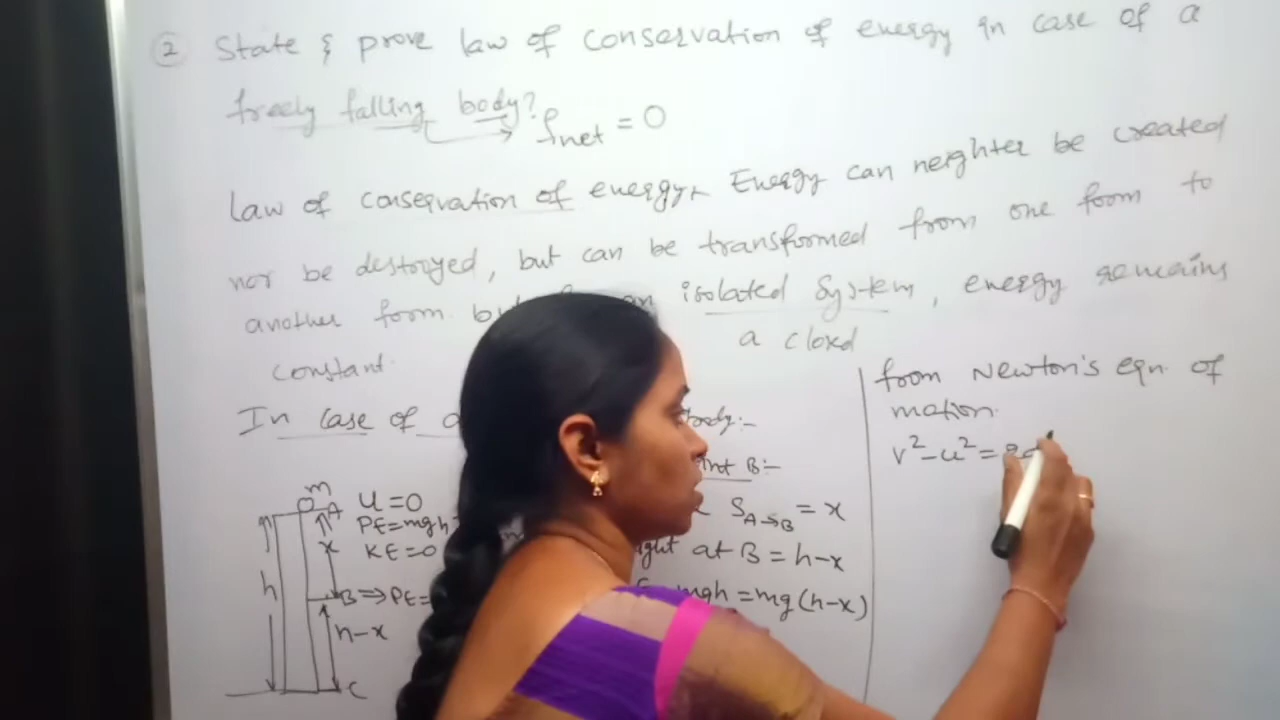 2 State & prove law of conservation of energy in case of a
freely falling body?
fnet = 0
Law of conservation of energy, Energy can neighter be created
nor be destroyed, but can be transformed from one form to
another form. isolated System, energy remains
constant. a closed
In case of
B:-
m
A
U=0
PE=mgh
KE=0
x
h
B⇒PE=
h-x
C
S A→B = x
at B = h-x
mgh = mg(h-x)
from Newton's eqn. of
motion.
v²-u²=